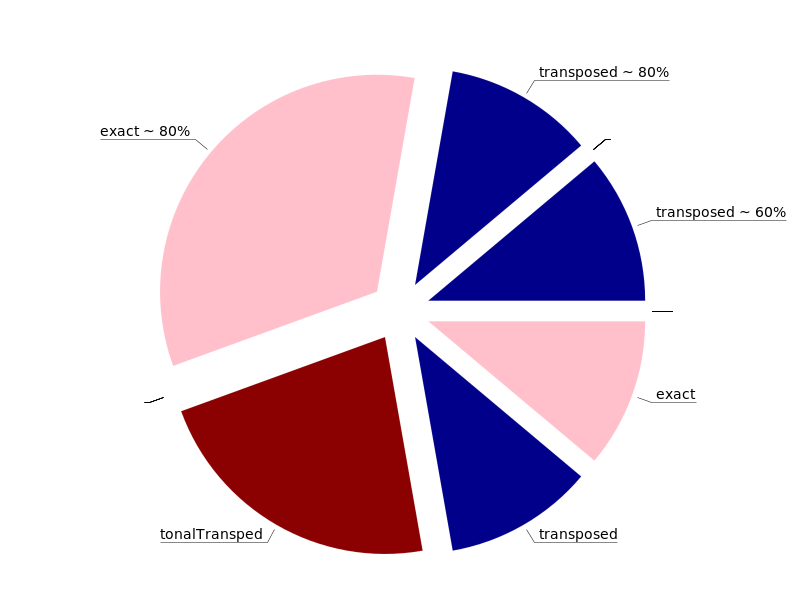 transposed ~ 80%
exact ~ 80%
transposed ~ 60%
exact
tonalTransped
transposed